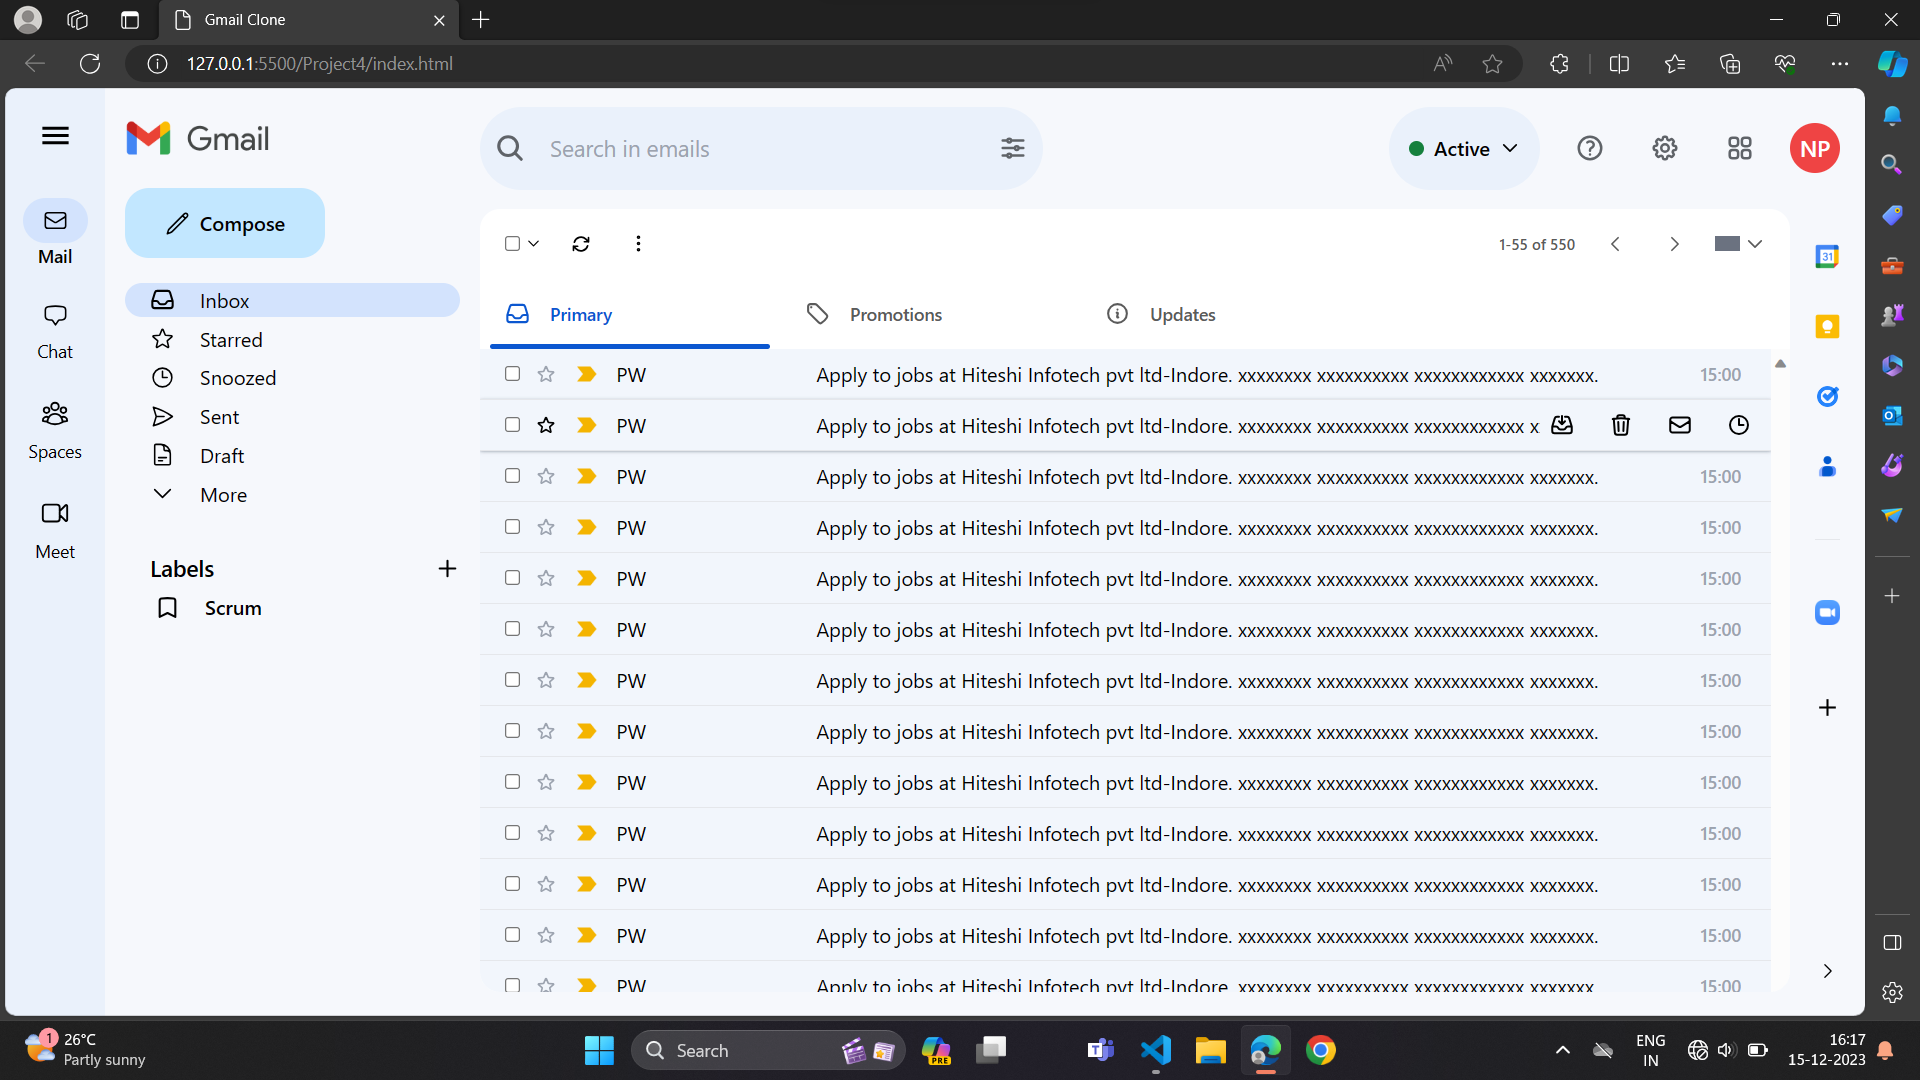 Gmail Clone
127.0.0.1:5500/Project4/index.html
Gmail
Search in emails
Active
NP
Compose
Mail
Chat
Spaces
Meet
Inbox
Starred
Snoozed
Sent
Draft
More
Labels
Scrum
1-55 of 550
Primary
Promotions
Updates
PW Apply to jobs at Hiteshi Infotech pvt ltd-Indore. xxxxxxxx xxxxxxxxxx xxxxxxxxxxxx xxxxxxx. 15:00
PW Apply to jobs at Hiteshi Infotech pvt ltd-Indore. xxxxxxxx xxxxxxxxxx xxxxxxxxxxxx x
PW Apply to jobs at Hiteshi Infotech pvt ltd-Indore. xxxxxxxx xxxxxxxxxx xxxxxxxxxxxx xxxxxxx. 15:00
PW Apply to jobs at Hiteshi Infotech pvt ltd-Indore. xxxxxxxx xxxxxxxxxx xxxxxxxxxxxx xxxxxxx. 15:00
PW Apply to jobs at Hiteshi Infotech pvt ltd-Indore. xxxxxxxx xxxxxxxxxx xxxxxxxxxxxx xxxxxxx. 15:00
PW Apply to jobs at Hiteshi Infotech pvt ltd-Indore. xxxxxxxx xxxxxxxxxx xxxxxxxxxxxx xxxxxxx. 15:00
PW Apply to jobs at Hiteshi Infotech pvt ltd-Indore. xxxxxxxx xxxxxxxxxx xxxxxxxxxxxx xxxxxxx. 15:00
PW Apply to jobs at Hiteshi Infotech pvt ltd-Indore. xxxxxxxx xxxxxxxxxx xxxxxxxxxxxx xxxxxxx. 15:00
PW Apply to jobs at Hiteshi Infotech pvt ltd-Indore. xxxxxxxx xxxxxxxxxx xxxxxxxxxxxx xxxxxxx. 15:00
PW Apply to jobs at Hiteshi Infotech pvt ltd-Indore. xxxxxxxx xxxxxxxxxx xxxxxxxxxxxx xxxxxxx. 15:00
PW Apply to jobs at Hiteshi Infotech pvt ltd-Indore. xxxxxxxx xxxxxxxxxx xxxxxxxxxxxx xxxxxxx. 15:00
PW Apply to jobs at Hiteshi Infotech pvt ltd-Indore. xxxxxxxx xxxxxxxxxx xxxxxxxxxxxx xxxxxxx. 15:00
PW Apply to jobs at Hiteshi Infotech pvt ltd-Indore. xxxxxxxx xxxxxxxxxx xxxxxxxxxxxx xxxxxxx. 15:00
31
1
26°C
Partly sunny
Search
PRE
ENG
IN
16:17
15-12-2023